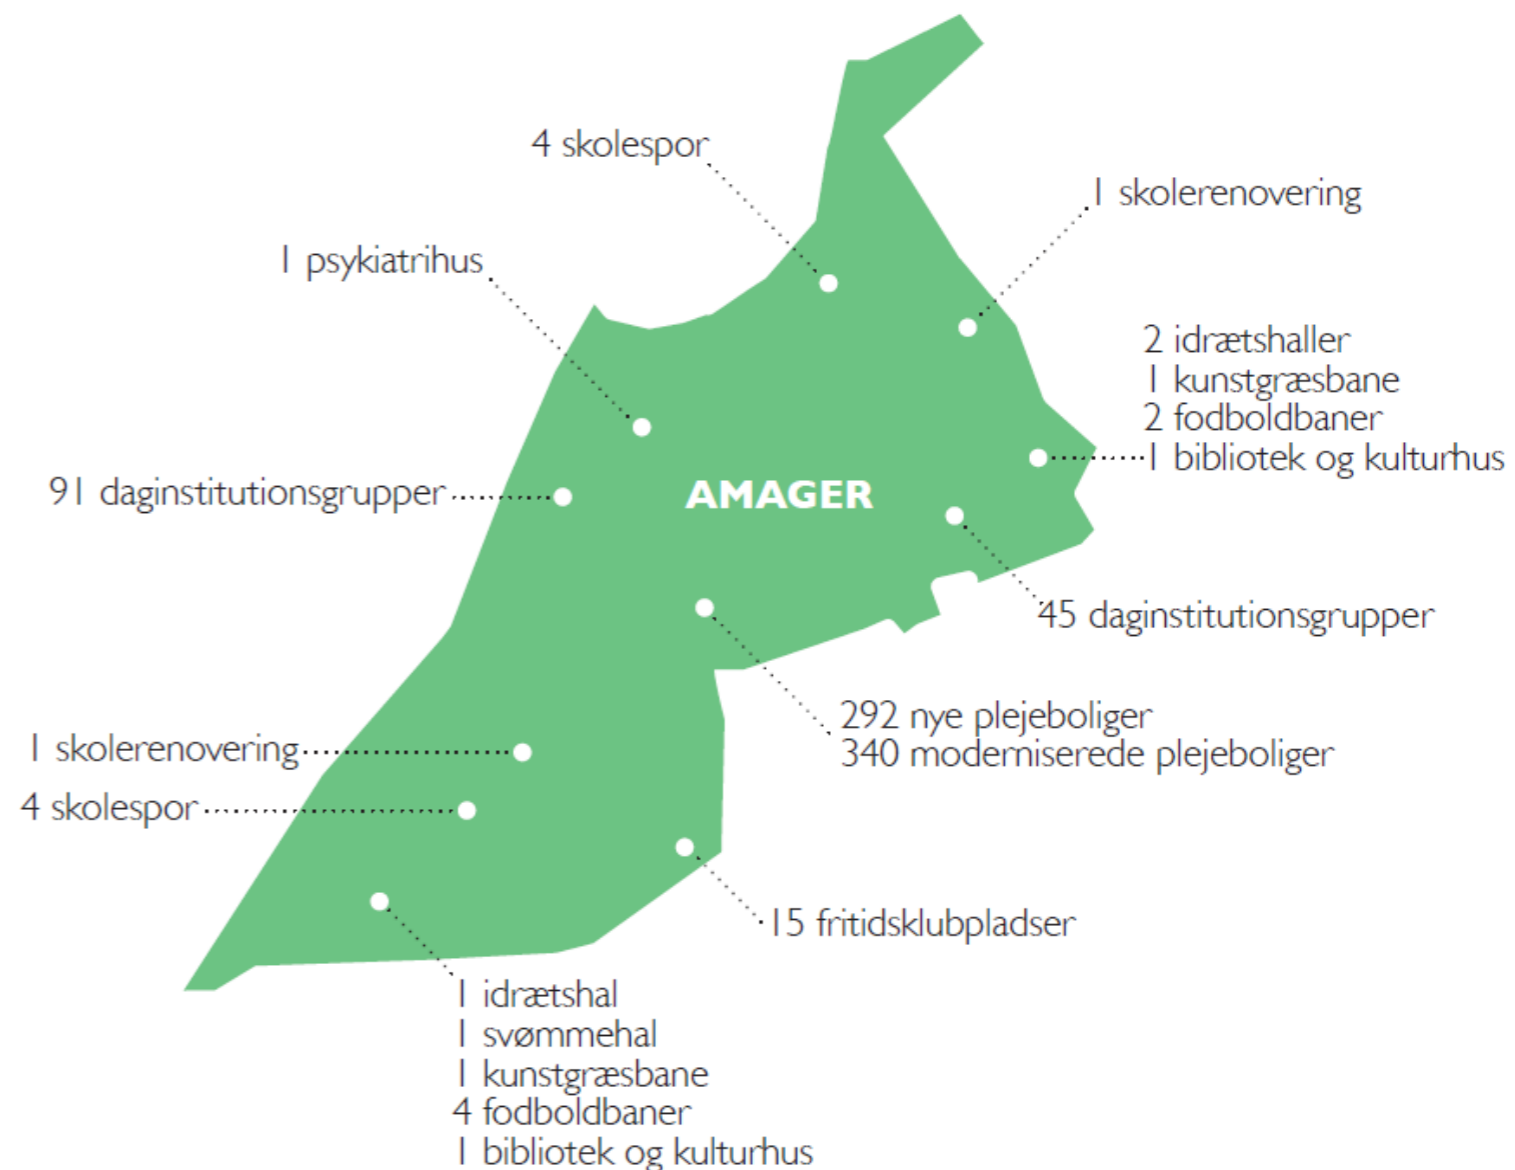 4 skolespor
1 skolerenovering
1 psykiatrihus
2 idrætshaller
1 kunstgræsbane
2 fodboldbaner
1 bibliotek og kulturhus
91 daginstitutionsgrupper
AMAGER
45 daginstitutionsgrupper
292 nye plejeboliger
340 moderniserede plejeboliger
1 skolerenovering
4 skolespor
15 fritidsklubpladser
1 idrætshal
1 svømmehal
1 kunstgræsbane
4 fodboldbaner
1 bibliotek og kulturhus